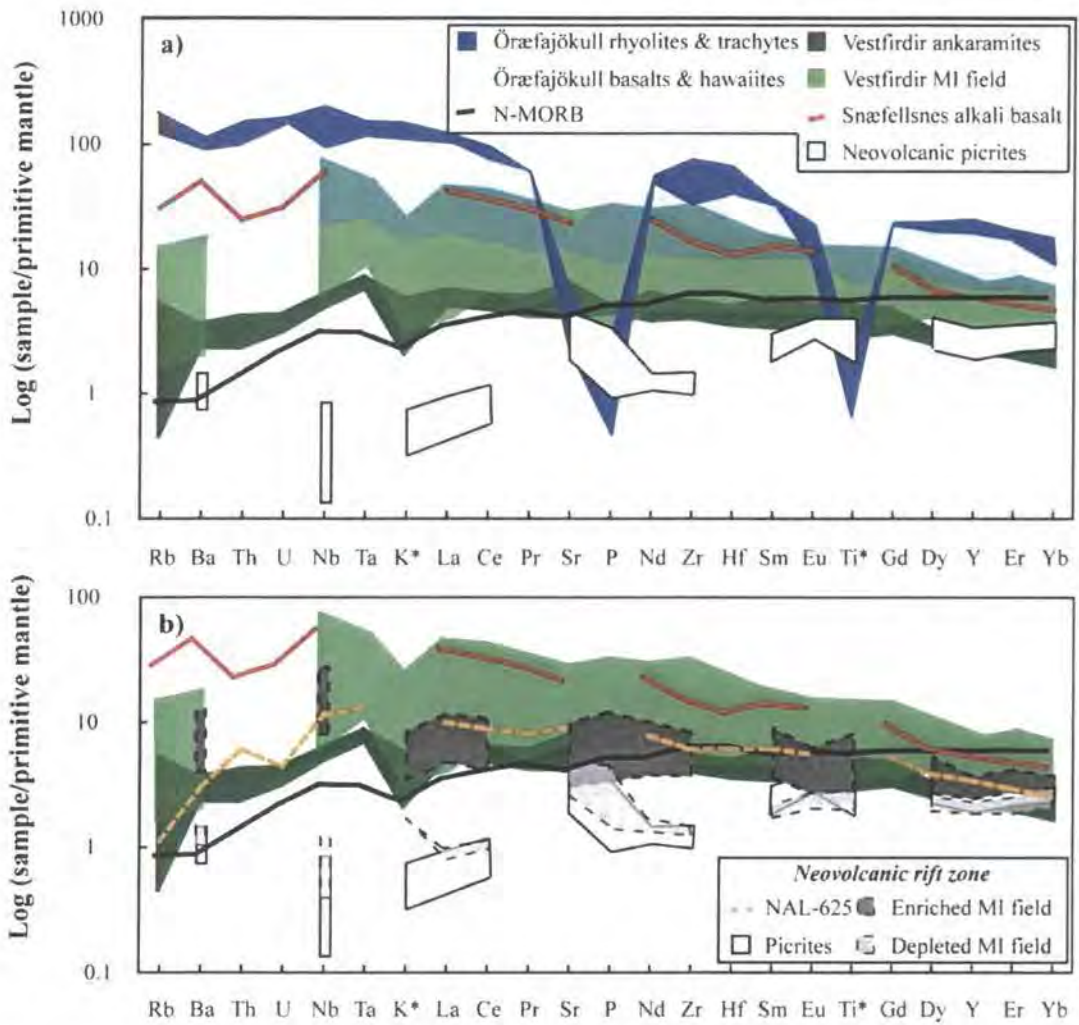 1000
a)
Öræfajökull rhyolites & trachytes
Vestfirdir ankaramites
Öræfajökull basalts & hawaiites
Vestfirdir MI field
N-MORB
Snæfellsnes alkali basalt
Neovolcanic picrites
100
10
1
0.1
Log (sample/primitive mantle)
Rb Ba Th U Nb Ta K* La Ce Pr Sr P Nd Zr Hf Sm Eu Ti* Gd Dy Y Er Yb
100
b)
10
1
0.1
Log (sample/primitive mantle)
Neovolcanic rift zone
NAL-625
Enriched MI field
Picrites
Depleted MI field
Rb Ba Th U Nb Ta K* La Ce Pr Sr P Nd Zr Hf Sm Eu Ti* Gd Dy Y Er Yb